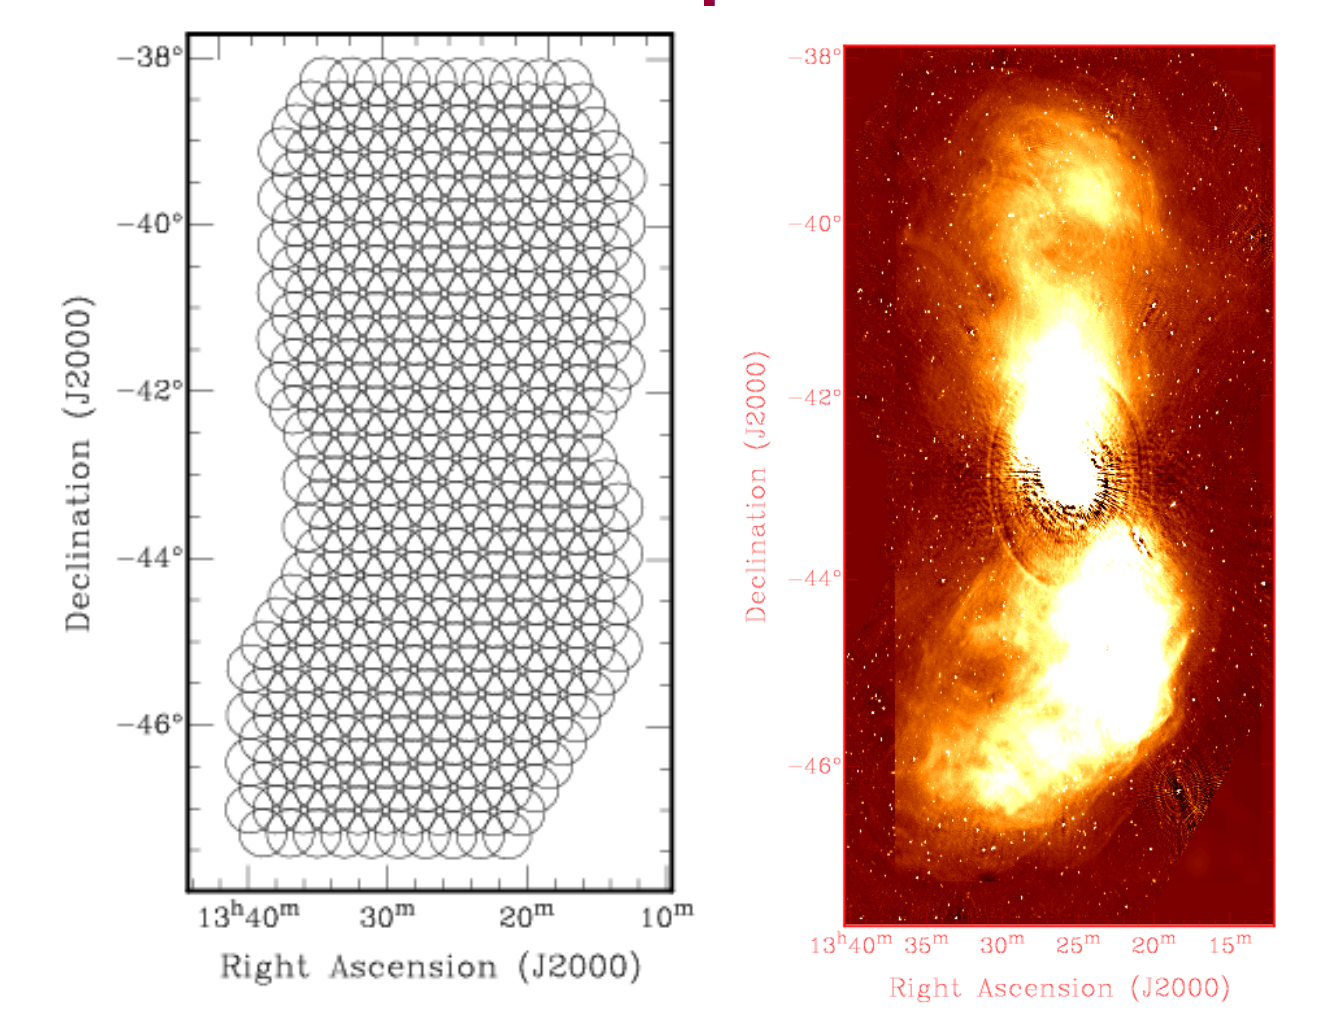 −38°
−40°
−42°
−44°
−46°
Declination (J2000)
13ʰ40ᵐ 30ᵐ 20ᵐ 10ᵐ
Right Ascension (J2000)
−38°
−40°
−42°
−44°
−46°
Declination (J2000)
13ʰ40ᵐ 35ᵐ 30ᵐ 25ᵐ 20ᵐ 15ᵐ
Right Ascension (J2000)